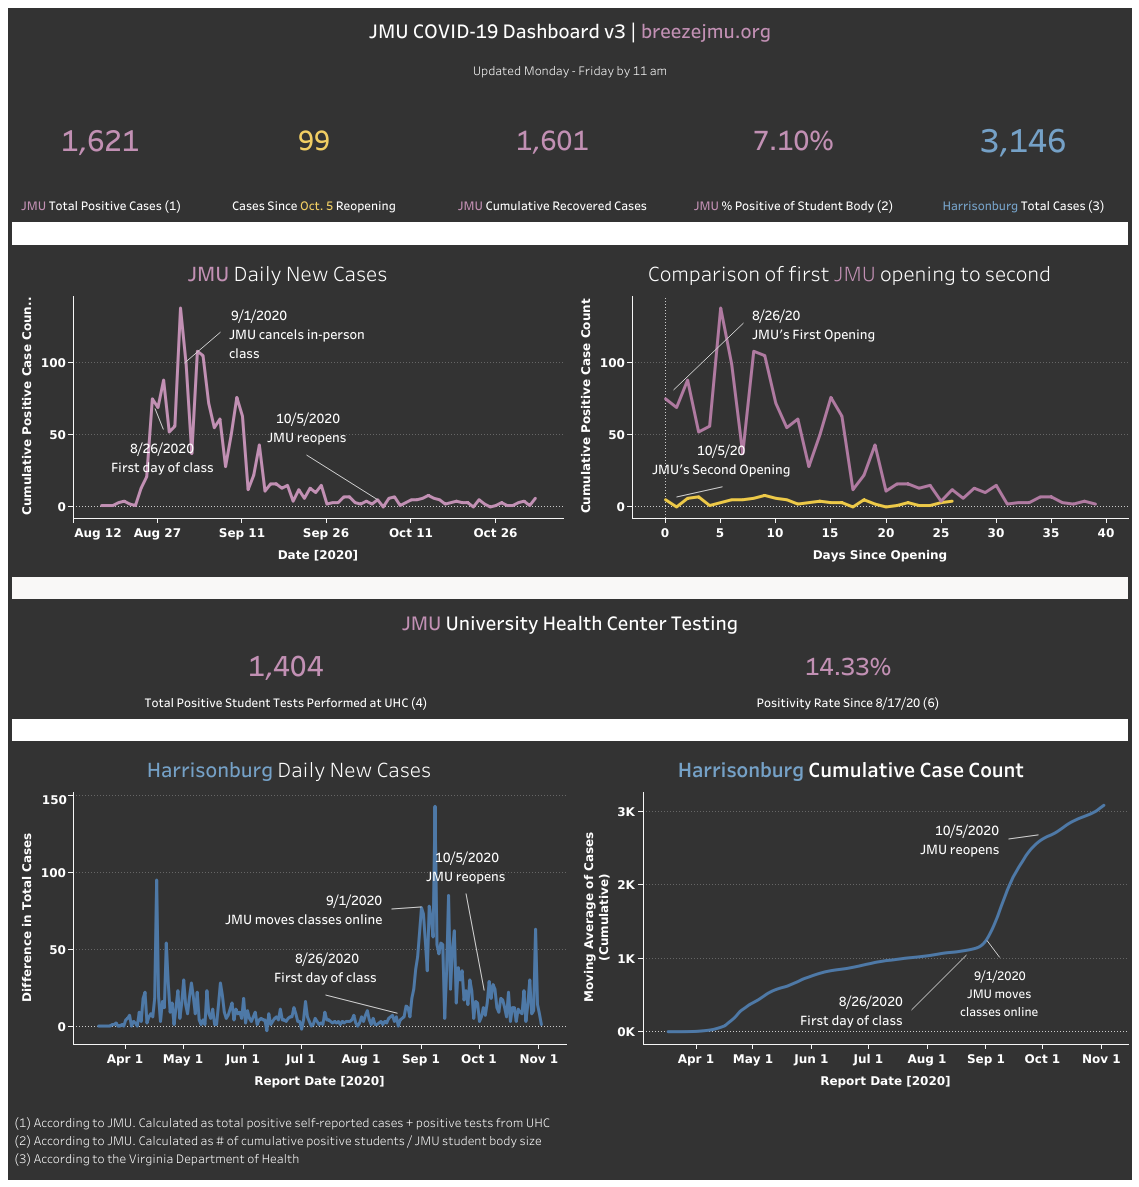 JMU COVID-19 Dashboard v3 | breezejmu.org
Updated Monday - Friday by 11 am
1,621
99
1,601
7.10%
3,146
JMU Total Positive Cases (1)
Cases Since Oct. 5 Reopening
JMU Cumulative Recovered Cases
JMU % Positive of Student Body (2)
Harrisonburg Total Cases (3)
JMU Daily New Cases
Cumulative Positive Case Coun..
100
50
0
9/1/2020
JMU cancels in-person
class
10/5/2020
JMU reopens
8/26/2020
First day of class
Aug 12
Aug 27
Sep 11
Sep 26
Oct 11
Oct 26
Date [2020]
Comparison of first JMU opening to second
Cumulative Positive Case Count
100
50
0
8/26/20
JMU's First Opening
10/5/20
JMU's Second Opening
0
5
10
15
20
25
30
35
40
Days Since Opening
JMU University Health Center Testing
1,404
14.33%
Total Positive Student Tests Performed at UHC (4)
Positivity Rate Since 8/17/20 (6)
Harrisonburg Daily New Cases
Difference in Total Cases
150
100
50
0
10/5/2020
JMU reopens
9/1/2020
JMU moves classes online
8/26/2020
First day of class
Apr 1
May 1
Jun 1
Jul 1
Aug 1
Sep 1
Oct 1
Nov 1
Report Date [2020]
Harrisonburg Cumulative Case Count
Moving Average of Cases
(Cumulative)
3K
2K
1K
0K
10/5/2020
JMU reopens
9/1/2020
JMU moves
classes online
8/26/2020
First day of class
Apr 1
May 1
Jun 1
Jul 1
Aug 1
Sep 1
Oct 1
Nov 1
Report Date [2020]
(1) According to JMU. Calculated as total positive self-reported cases + positive tests from UHC
(2) According to JMU. Calculated as # of cumulative positive students / JMU student body size
(3) According to the Virginia Department of Health